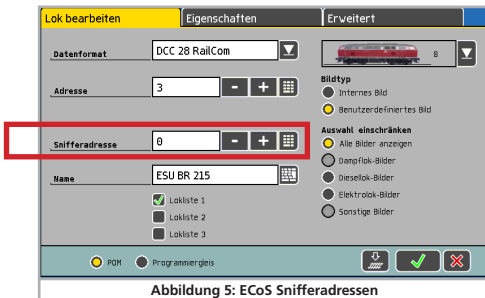 Lok bearbeiten Eigenschaften Erweitert
Datenformat DCC 28 RailCom
0
Adresse 3 - +
Bildtyp
Internes Bild
Benutzerdefiniertes Bild
Snifferadresse 0 - +
Name ESU BR 215
Lokliste 1
Lokliste 2
Lokliste 3
Auswahl einschränken
Alle Bilder anzeigen
Dampflok-Bilder
Diesellok-Bilder
Elektrolok-Bilder
Sonstige Bilder
POM Programmiergleis
Abbildung 5: ECoS Snifferadressen